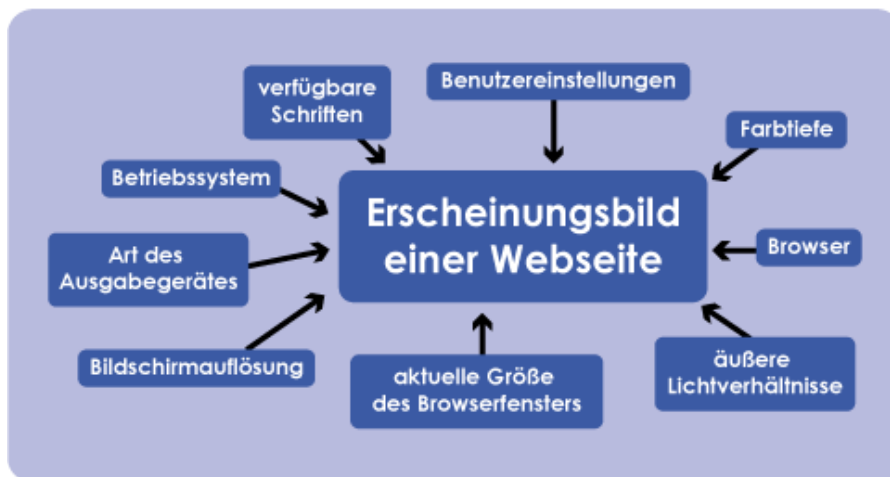 verfügbare
Schriften
Benutzereinstellungen
Farbtiefe
Betriebssystem
Erscheinungsbild
einer Webseite
Art des
Ausgabegerätes
Browser
Bildschirmauflösung
aktuelle Größe
des Browserfensters
äußere
Lichtverhältnisse